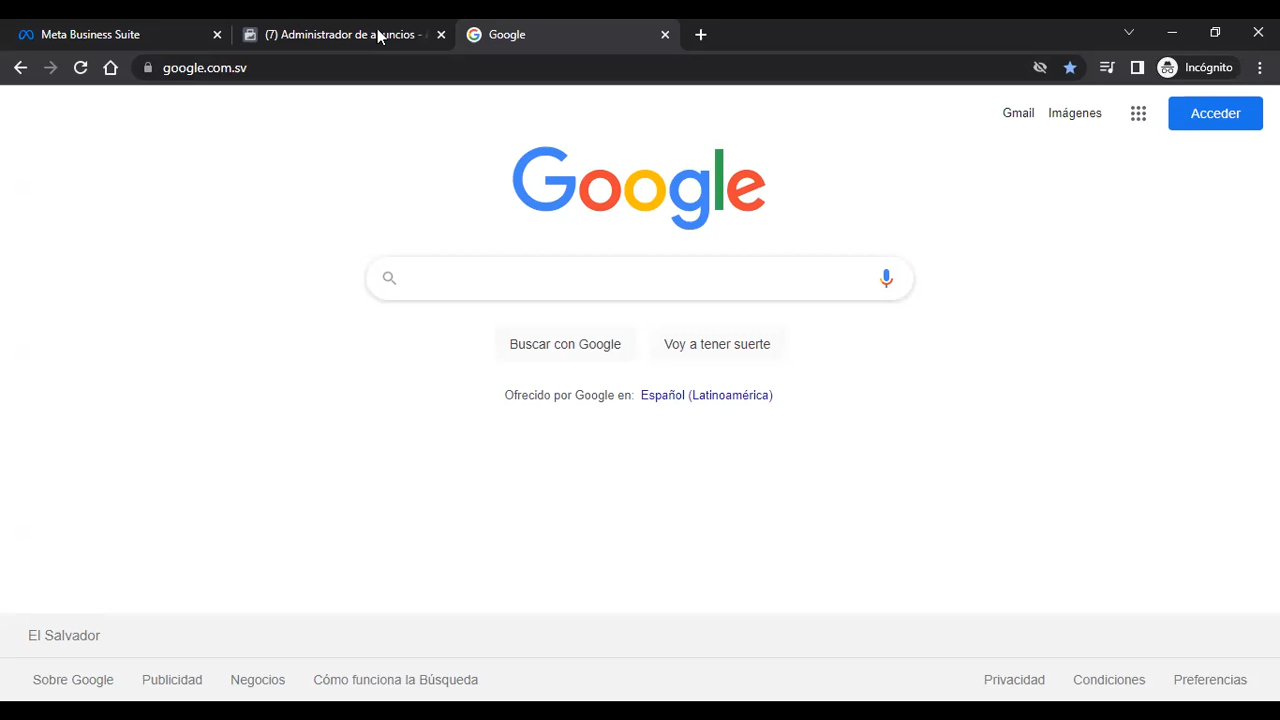 Meta Business Suite
(7) Administrador de anuncios -
Google
google.com.sv
Incógnito
Gmail
Imágenes
Acceder
Google
Buscar con Google
Voy a tener suerte
Ofrecido por Google en: Español (Latinoamérica)
El Salvador
Sobre Google
Publicidad
Negocios
Cómo funciona la Búsqueda
Privacidad
Condiciones
Preferencias